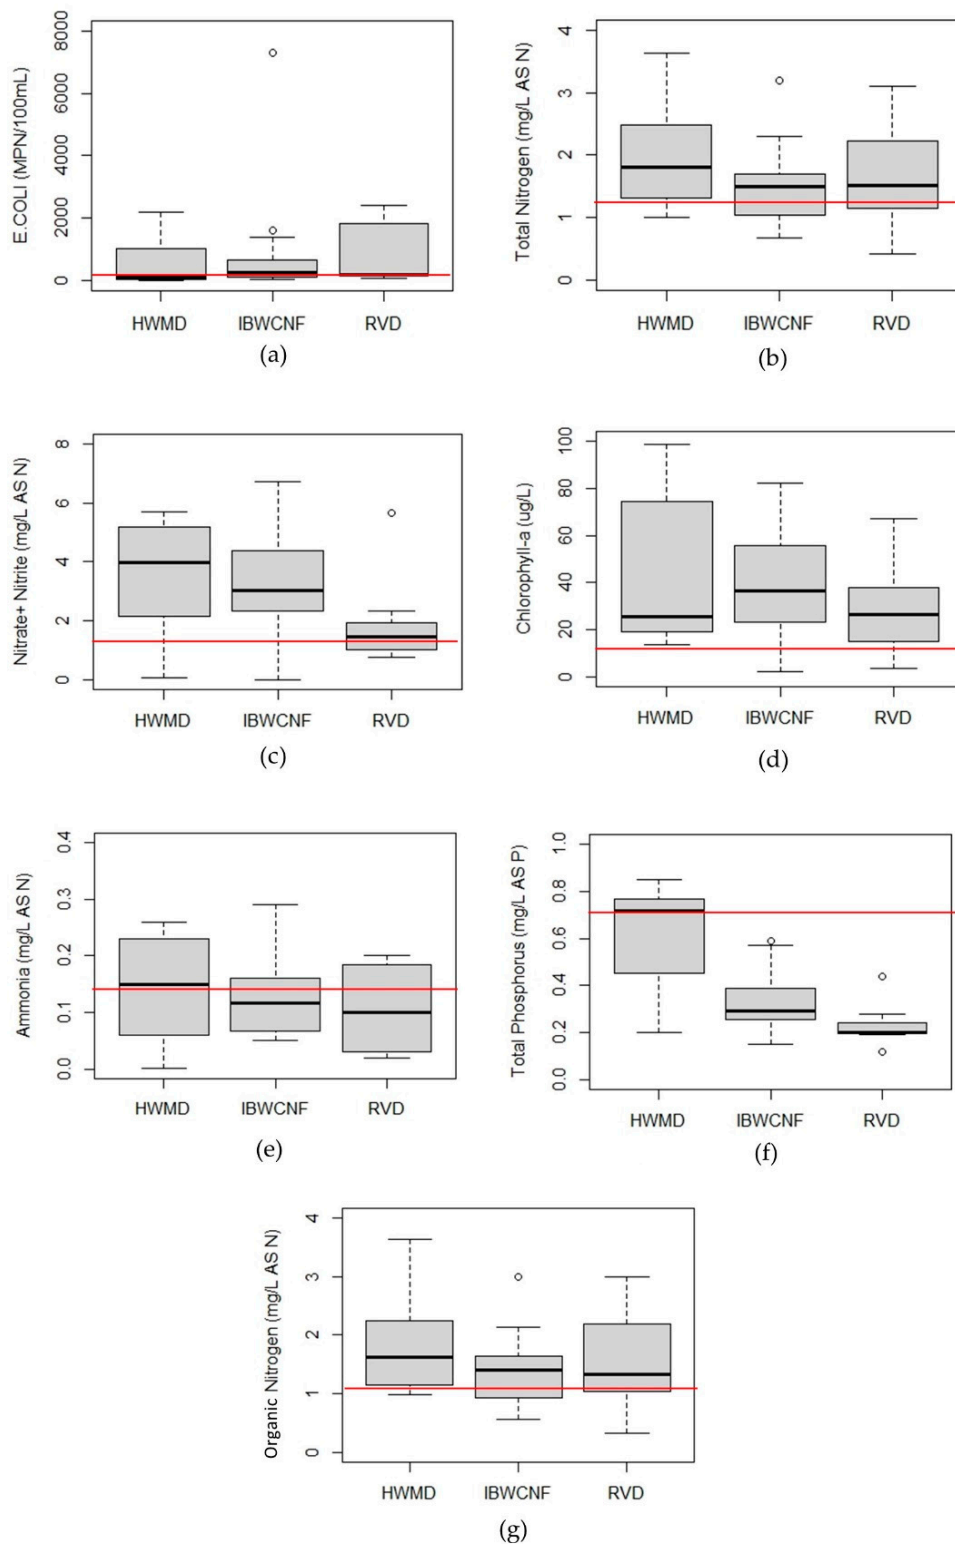 E.COLI (MPN/100mL)
0 2000 4000 6000 8000
HWMD IBWCNF RVD
(a)
Total Nitrogen (mg/L AS N)
0 1 2 3 4
HWMD IBWCNF RVD
(b)
Nitrate+ Nitrite (mg/L AS N)
0 2 4 6 8
HWMD IBWCNF RVD
(c)
Chlorophyll-a (ug/L)
0 20 40 60 80 100
HWMD IBWCNF RVD
(d)
Ammonia (mg/L AS N)
0.0 0.1 0.2 0.3 0.4
HWMD IBWCNF RVD
(e)
Total Phosphorus (mg/L AS P)
0.0 0.2 0.4 0.6 0.8 1.0
HWMD IBWCNF RVD
(f)
Organic Nitrogen (mg/L AS N)
0 1 2 3 4
HWMD IBWCNF RVD
(g)